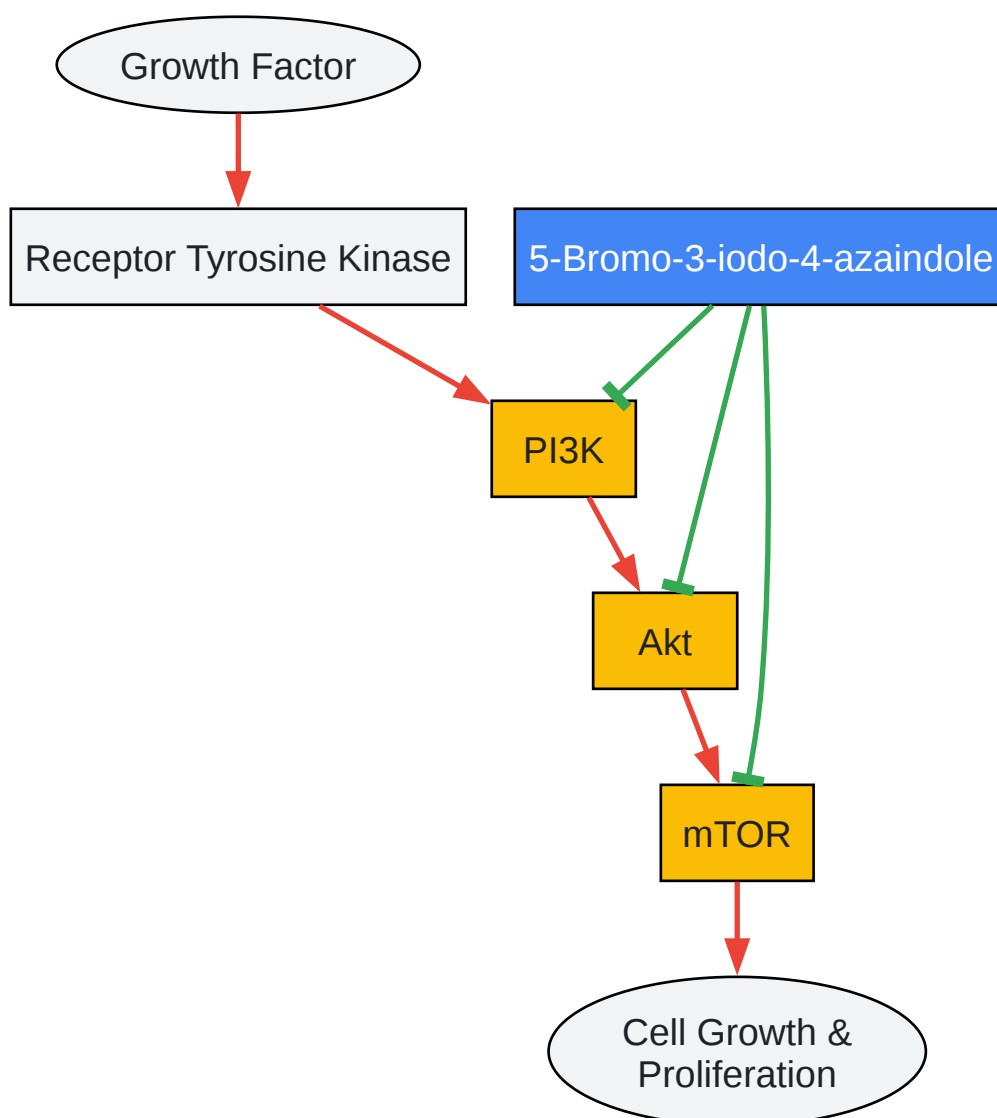 Growth Factor
Receptor Tyrosine Kinase
5-Bromo-3-iodo-4-azaindole
PI3K
Akt
mTOR
Cell Growth &
Proliferation